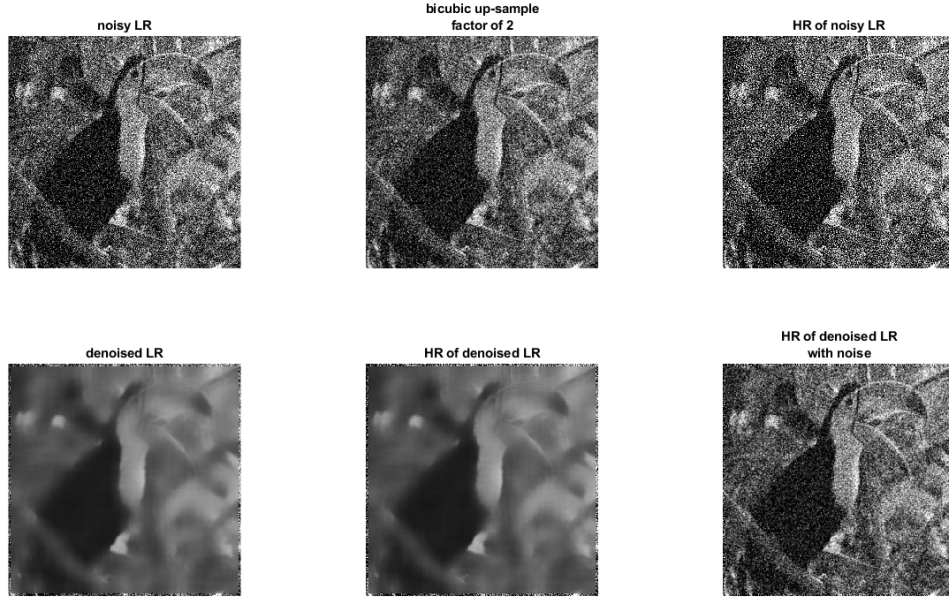 noisy LR
bicubic up-sample
factor of 2
HR of noisy LR
denoised LR
HR of denoised LR
HR of denoised LR
with noise